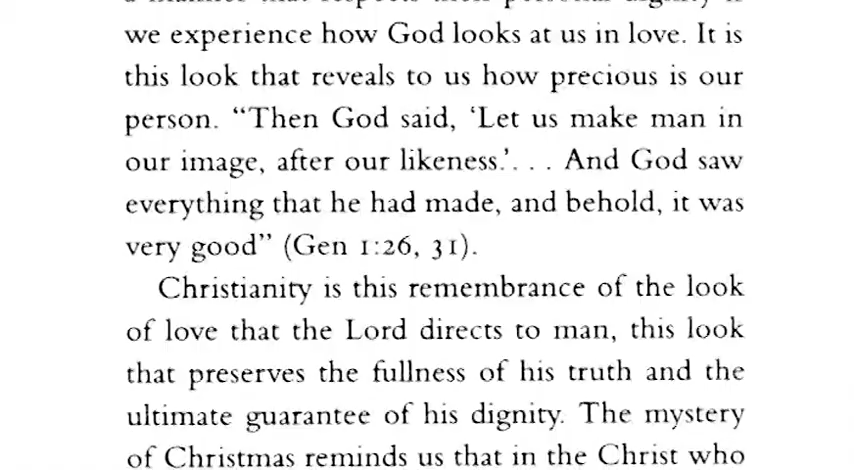 we experience how God looks at us in love. It is
this look that reveals to us how precious is our
person. “Then God said, ‘Let us make man in
our image, after our likeness.’. . . And God saw
everything that he had made, and behold, it was
very good” (Gen 1:26, 31).
Christianity is this remembrance of the look
of love that the Lord directs to man, this look
that preserves the fullness of his truth and the
ultimate guarantee of his dignity. The mystery
of Christmas reminds us that in the Christ who